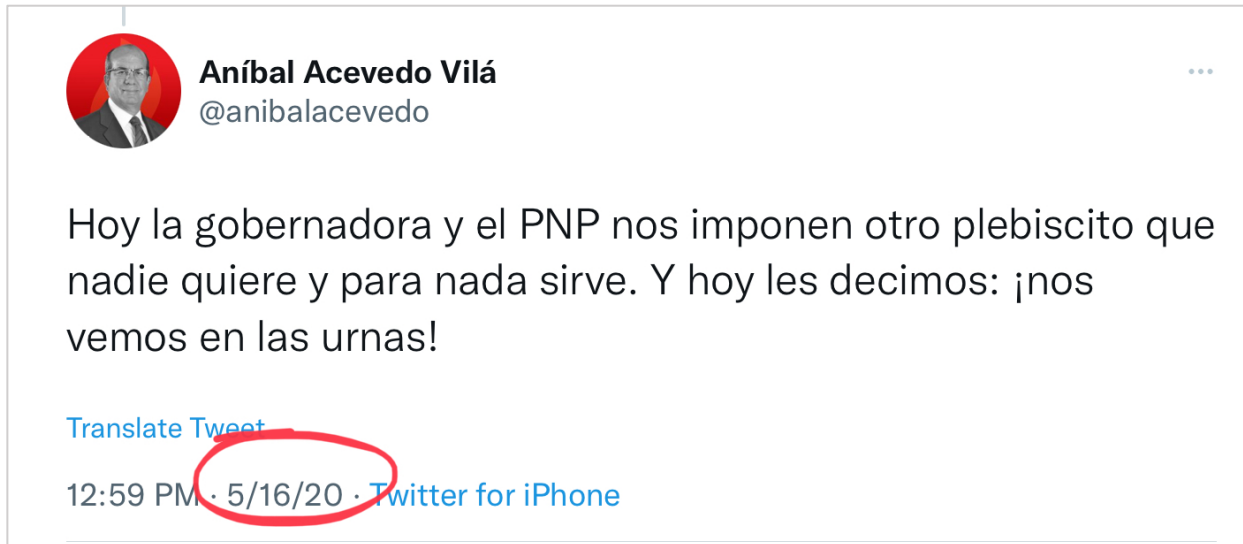 Aníbal Acevedo Vilá
@anibalacevedo
Hoy la gobernadora y el PNP nos imponen otro plebiscito que
nadie quiere y para nada sirve. Y hoy les decimos: ¡nos
vemos en las urnas!
Translate Tweet
12:59 PM · 5/16/20 · Twitter for iPhone